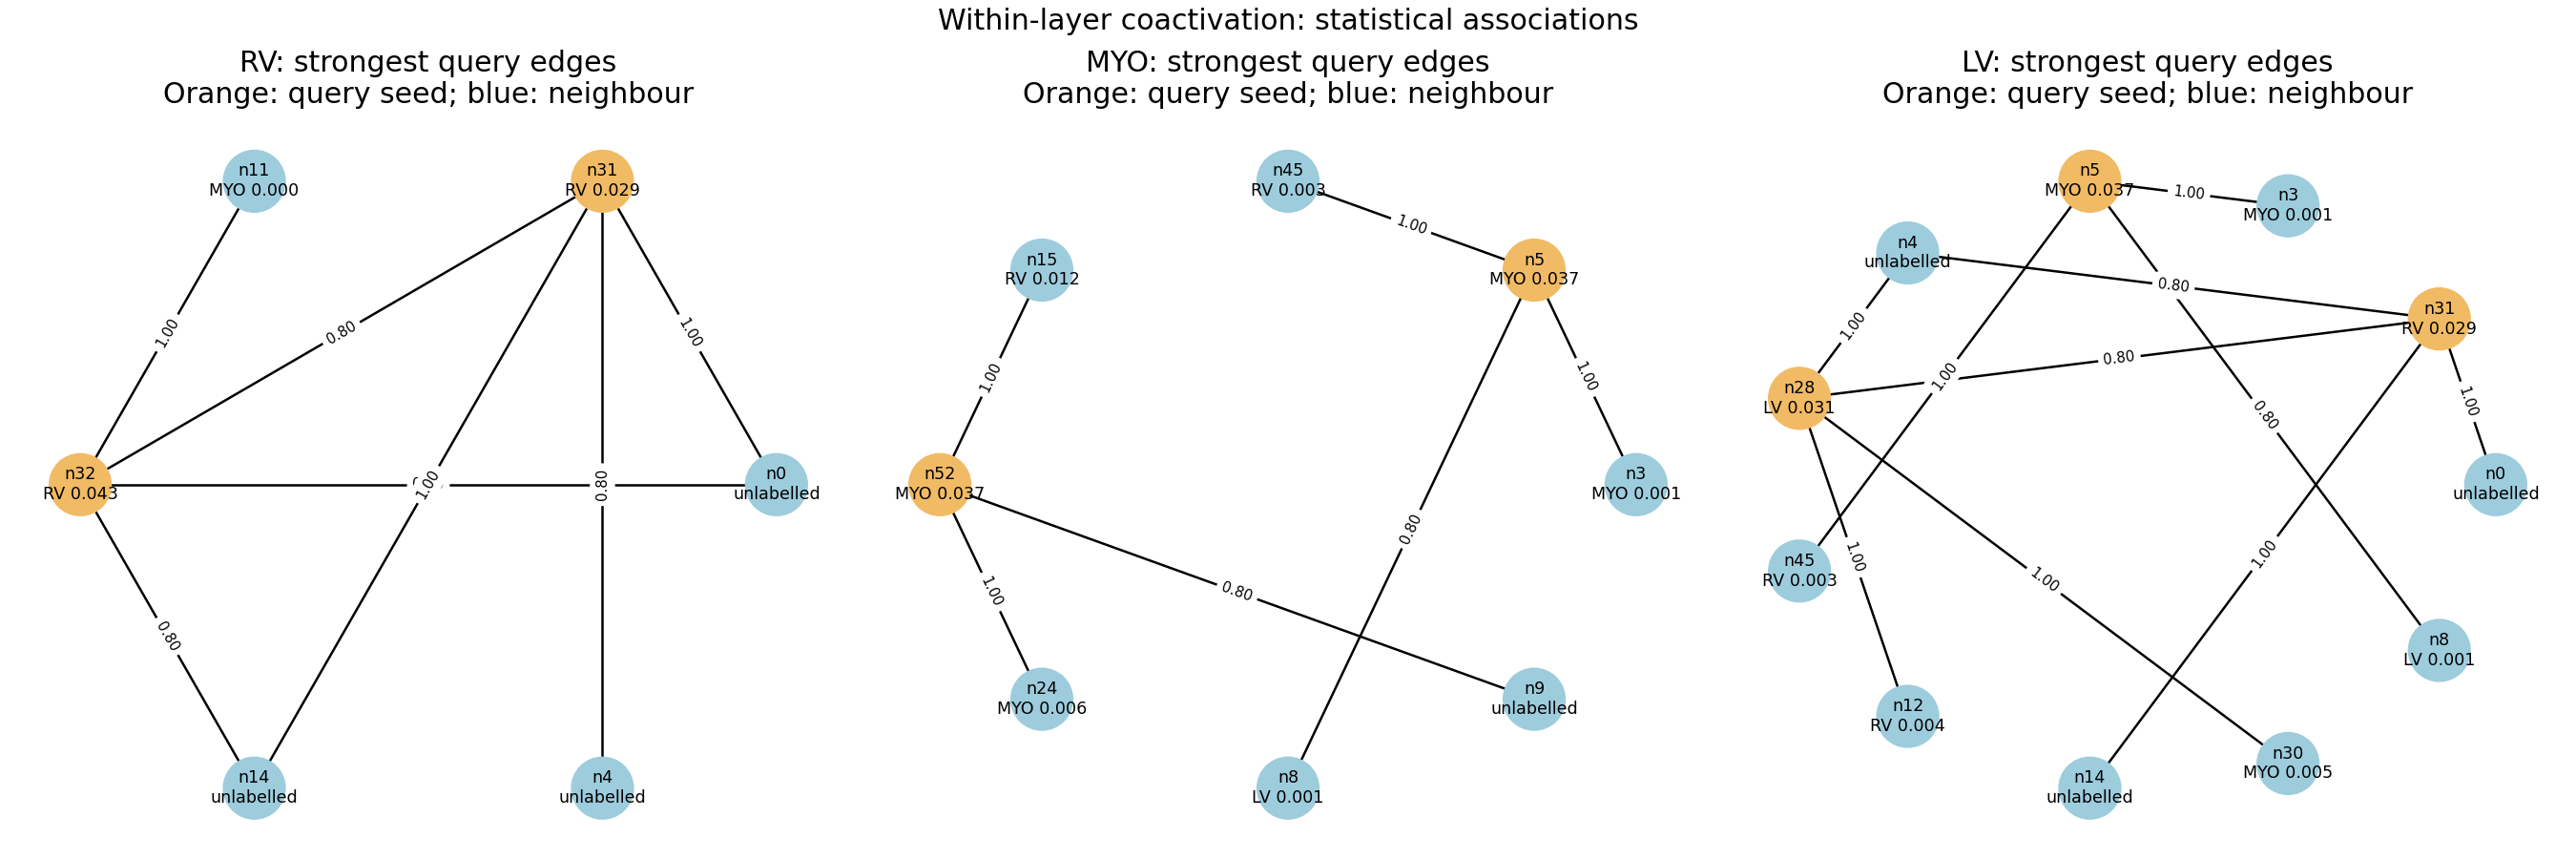 Within-layer coactivation: statistical associations
RV: strongest query edges
Orange: query seed; blue: neighbour
n11
MYO 0.000
n31
RV 0.029
1.00
0.80
1.00
n32
RV 0.043
1.00
0.80
n0
unlabelled
0.80
n14
unlabelled
n4
unlabelled
MYO: strongest query edges
Orange: query seed; blue: neighbour
n45
RV 0.003
1.00
n15
RV 0.012
n5
MYO 0.037
1.00
1.00
n52
MYO 0.037
n3
MYO 0.001
0.80
1.00
0.80
n24
MYO 0.006
n9
unlabelled
n8
LV 0.001
LV: strongest query edges
Orange: query seed; blue: neighbour
n5
MYO 0.037
1.00
n3
MYO 0.001
n4
unlabelled
0.80
n31
RV 0.029
1.00
0.80
n28
LV 0.031
1.00
0.80
1.00
n0
unlabelled
n45
RV 0.003
1.00
1.00
1.00
n8
LV 0.001
n12
RV 0.004
n30
MYO 0.005
n14
unlabelled